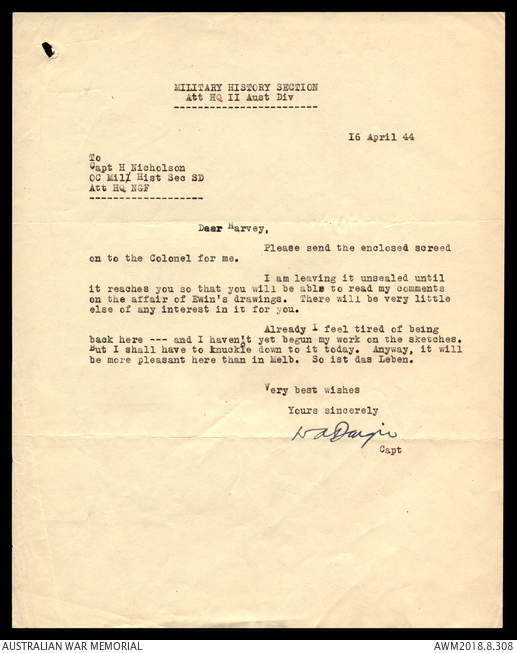 MILITARY HISTORY SECTION
Att HQ II Aust Div
-----------------------
I6 April 44
To
Capt H Nicholson
OC Mil/ Hist Sec SD
Att HQ NGF
-------------------
Dear Harvey,
Please send the enclosed screed
on to the Colonel for me.
I am leaving it unsealed until
it reaches you so that you will be able to read my comments
on the affair of Ewin's drawings. There will be very little
else of any interest in it for you.
Already I feel tired of being
back here --- and I haven't yet begun my work on the sketches.
But I shall have to knuckle down to it today. Anyway, it will
be more pleasant here than in Melb. So ist das Leben.
Very best wishes
Yours sincerely
W A Dargie
Capt
AUSTRALIAN WAR MEMORIAL
AWM2018.8.308